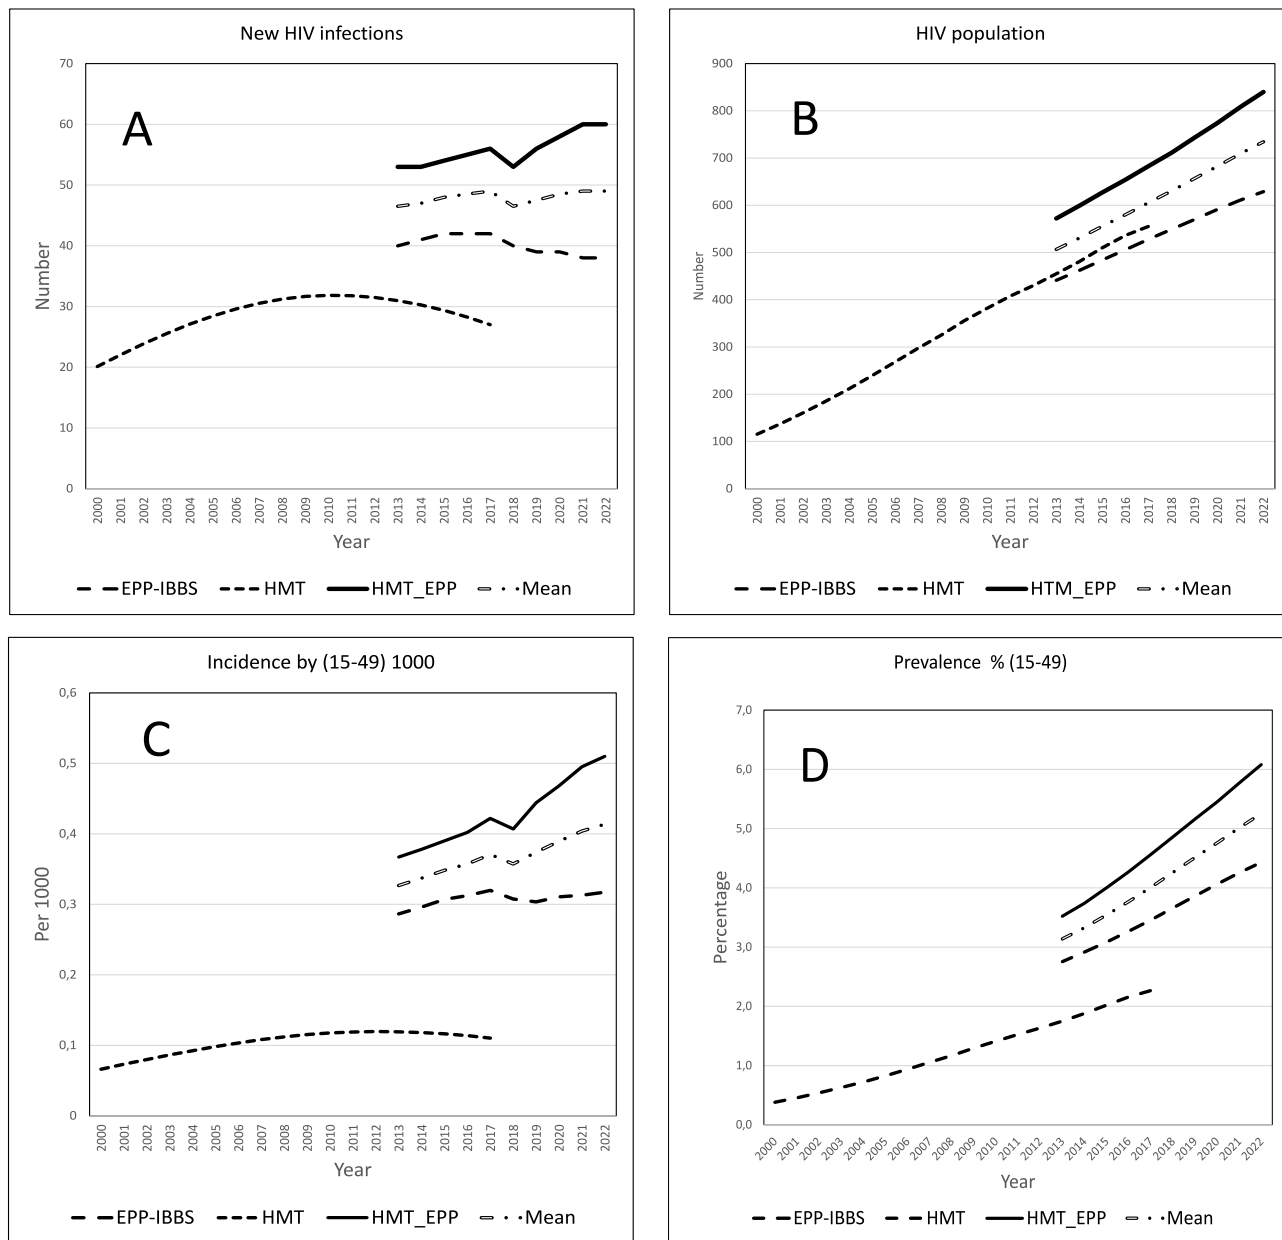 New HIV infections
A
70
60
50
40
30
20
10
0
Number
2000 2001 2002 2003 2004 2005 2006 2007 2008 2009 2010 2011 2012 2013 2014 2015 2016 2017 2018 2019 2020 2021 2022
Year
EPP-IBBS HMT HMT_EPP Mean
HIV population
B
900
800
700
600
500
400
300
200
100
0
Number
2000 2001 2002 2003 2004 2005 2006 2007 2008 2009 2010 2011 2012 2013 2014 2015 2016 2017 2018 2019 2020 2021 2022
Year
EPP-IBBS HMT HTM_EPP Mean
Incidence by (15-49) 1000
C
0,6
0,5
0,4
0,3
0,2
0,1
0
Per 1000
2000 2001 2002 2003 2004 2005 2006 2007 2008 2009 2010 2011 2012 2013 2014 2015 2016 2017 2018 2019 2020 2021 2022
Year
EPP-IBBS HMT HMT_EPP Mean
Prevalence % (15-49)
D
7,0
6,0
5,0
4,0
3,0
2,0
1,0
0,0
Percentage
2000 2001 2002 2003 2004 2005 2006 2007 2008 2009 2010 2011 2012 2013 2014 2015 2016 2017 2018 2019 2020 2021 2022
Year
EPP-IBBS HMT HMT_EPP Mean